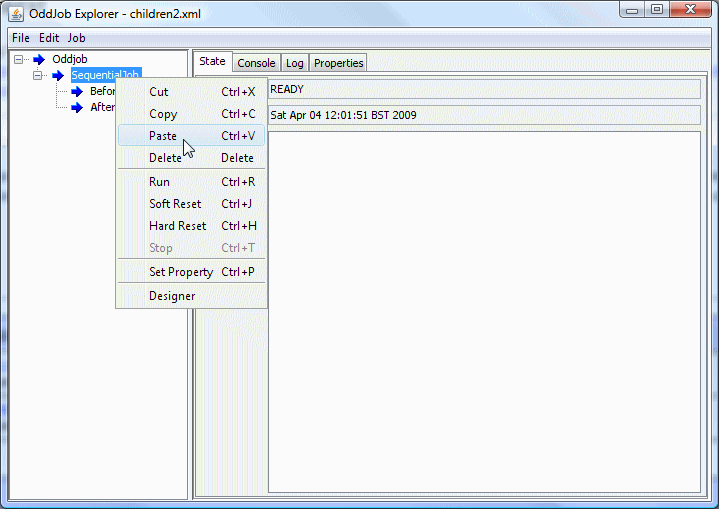 OddJob Explorer - children2.xml
File Edit Job
Oddjob
SequentialJob
Befor
After
State Console Log Properties
READY
Sat Apr 04 12:01:51 BST 2009
Cut Ctrl+X
Copy Ctrl+C
Paste Ctrl+V
Delete Delete
Run Ctrl+R
Soft Reset Ctrl+J
Hard Reset Ctrl+H
Stop Ctrl+T
Set Property Ctrl+P
Designer